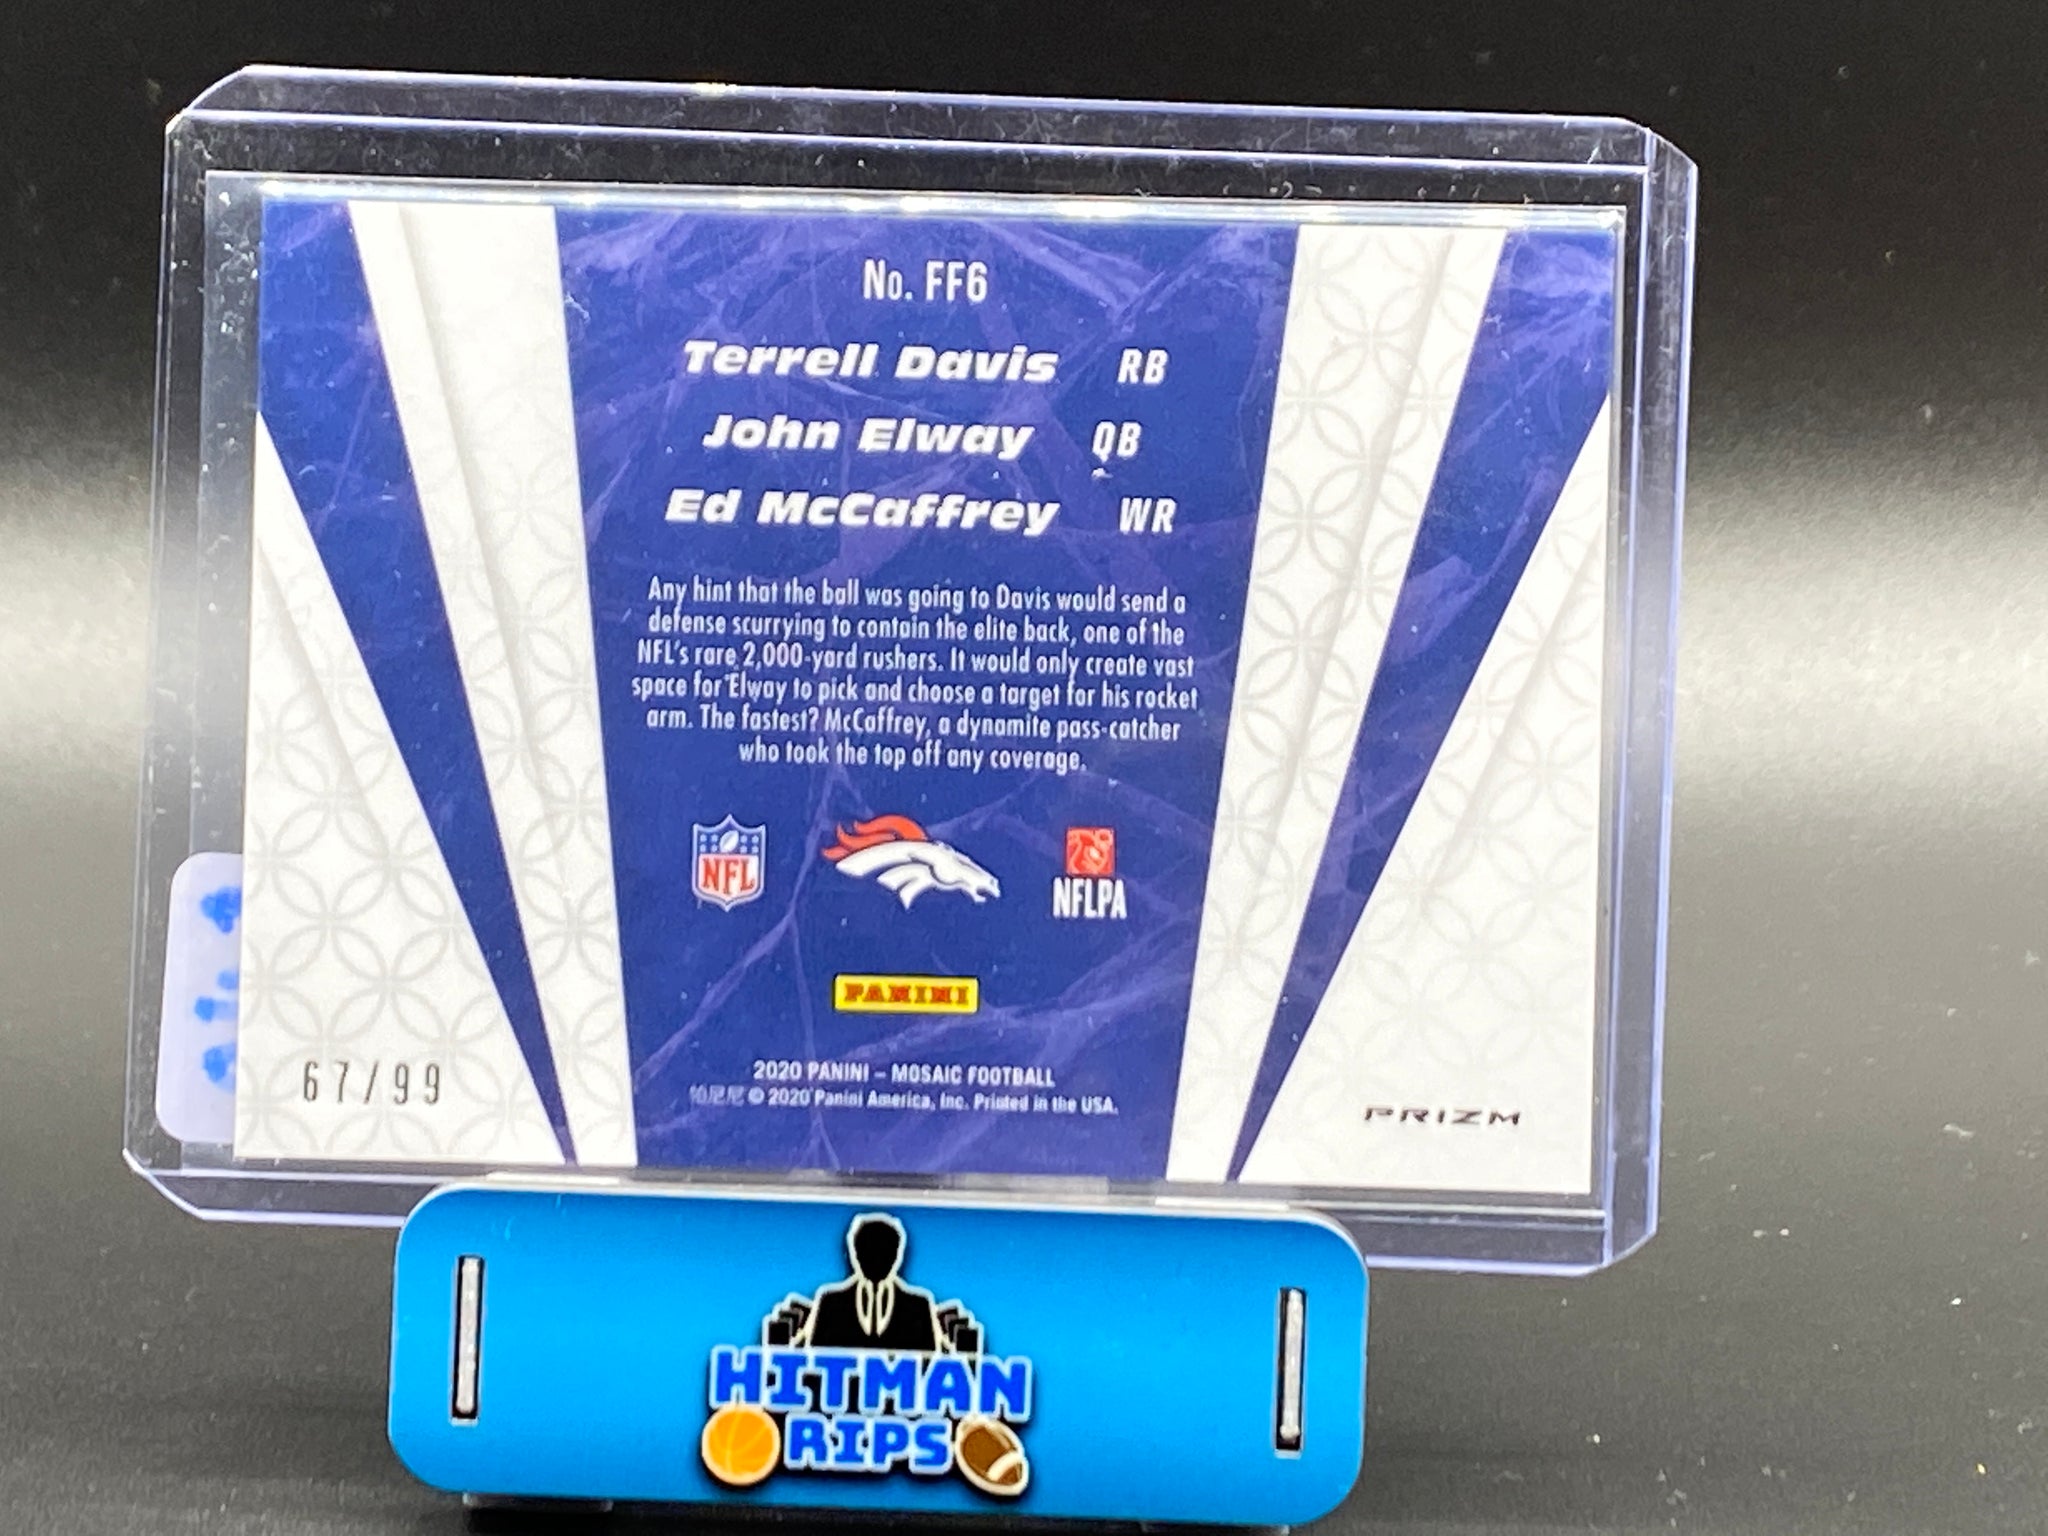 No. FF6
Terrell Davis RB
John Elway QB
Ed McCaffrey WR
Any hint that the ball was going to Davis would send a
defense scurrying to contain the elite back, one of the
NFL's rare 2,000-yard rushers. It would only create vast
space for Elway to pick and choose a target for his rocket
arm. The fastest? McCaffrey, a dynamite pass-catcher
who took the top off any coverage.
NFL
NFLPA
PANINI
67/99
2020 PANINI – MOSAIC FOOTBALL
帕尼尼 © 2020 Panini America, Inc. Printed in the USA.
PRIZM
HITMAN
RIPS